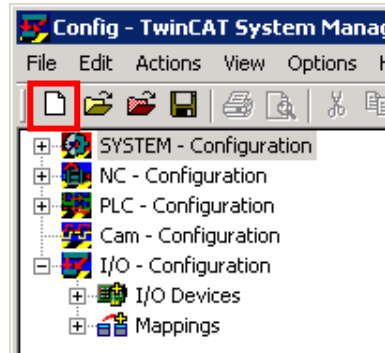 Config - TwinCAT System Mana
File Edit Actions View Options
SYSTEM - Configuration
NC - Configuration
PLC - Configuration
Cam - Configuration
I/O - Configuration
I/O Devices
Mappings